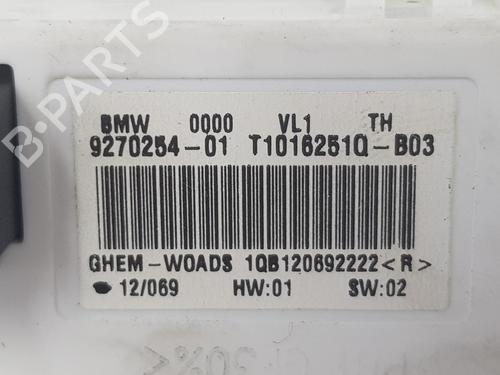 BMW 0000 VL1 TH
9270254-01 T1016251Q-B03
GHEM-WOADS 1QB120692222<R>
12/069 HW:01 SW:02
B-PARTS